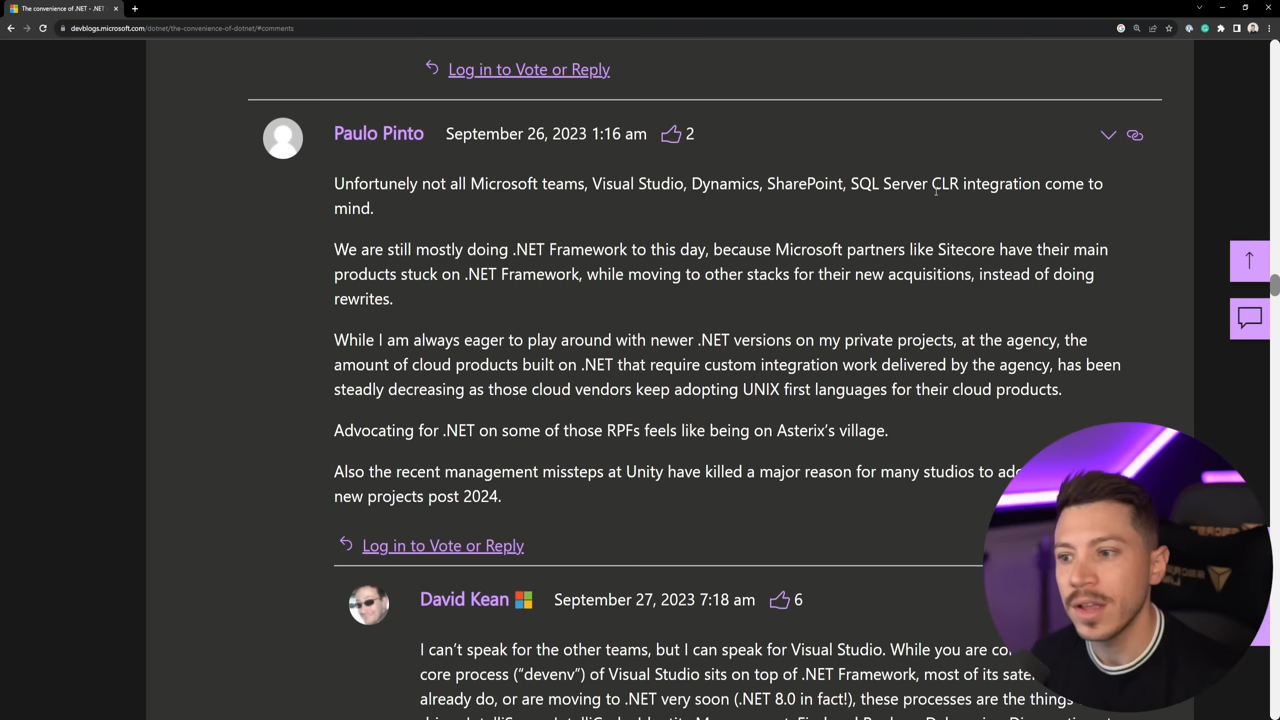 The convenience of .NET - .NET
devblogs.microsoft.com/dotnet/the-convenience-of-dotnet/#comments
Log in to Vote or Reply
Paulo Pinto September 26, 2023 1:16 am 2
Unfortunely not all Microsoft teams, Visual Studio, Dynamics, SharePoint, SQL Server CLR integration come to
mind.
We are still mostly doing .NET Framework to this day, because Microsoft partners like Sitecore have their main
products stuck on .NET Framework, while moving to other stacks for their new acquisitions, instead of doing
rewrites.
While I am always eager to play around with newer .NET versions on my private projects, at the agency, the
amount of cloud products built on .NET that require custom integration work delivered by the agency, has been
steadly decreasing as those cloud vendors keep adopting UNIX first languages for their cloud products.
Advocating for .NET on some of those RPFs feels like being on Asterix's village.
Also the recent management missteps at Unity have killed a major reason for many studios to
new projects post 2024.
Log in to Vote or Reply
David Kean September 27, 2023 7:18 am 6
I can't speak for the other teams, but I can speak for Visual Studio. While you are
core process ("devenv") of Visual Studio sits on top of .NET Framework, most of its
already do, or are moving to .NET very soon (.NET 8.0 in fact!), these processes are the things